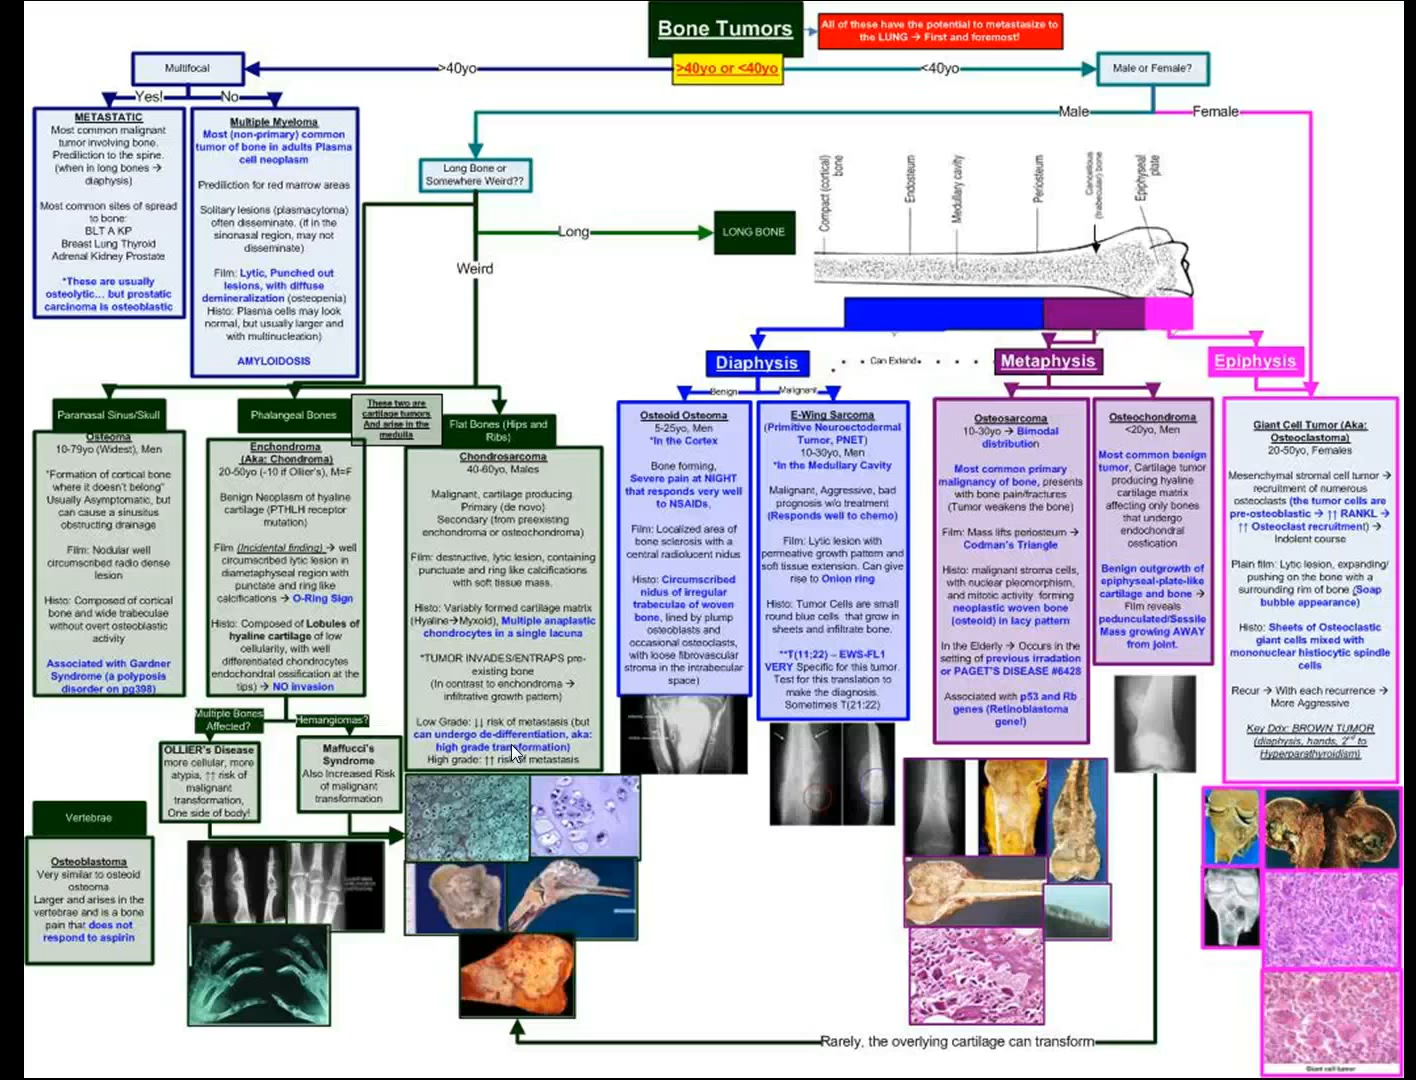 Bone Tumors
All of these have the potential to metastasize to
the LUNG → First and foremost!
>40yo or <40yo
>40yo
<40yo
Multifocal
Male or Female?
Yes!
No
Male
Female
METASTATIC
Most common malignant
tumor involving bone.
Prediliction to the spine.
(when in long bones →
diaphysis)
Most common sites of spread
to bone:
BLT A KP
Breast Lung Thyroid
Adrenal Kidney Prostate
*These are usually
osteolytic... but prostatic
carcinoma is osteoblastic
Multiple Myeloma
Most (non-primary) common
tumor of bone in adults Plasma
cell neoplasm
Prediliction for red marrow areas
Solitary lesions (plasmacytoma)
often disseminate. (if in the
sinonasal region, may not
disseminate)
Film: Lytic, Punched out
lesions, with diffuse
demineralization (osteopenia)
Histo: Plasma cells may look
normal, but usually larger and
with multinucleation)
AMYLOIDOSIS
Long Bone or
Somewhere Weird??
Long
LONG BONE
Weird
Compact (cortical)
bone
Endosteum
Medullary cavity
Periosteum
Cancellous
(trabecular) bone
Epiphyseal
plate
Diaphysis
Can Extend
Metaphysis
Epiphysis
Benign
Malignant
Paranasal Sinus/Skull
Osteoma
10-79yo (Widest), Men
*Formation of cortical bone
where it doesn't belong"
Usually Asymptomatic, but
can cause a sinusitus
obstructing drainage
Film: Nodular well
circumscribed radio dense
lesion
Histo: Composed of cortical
bone and wide trabeculae
without overt osteoblastic
activity
Associated with Gardner
Syndrome (a polyposis
disorder on pg398)
Phalangeal Bones
Enchondroma
(Aka: Chondroma)
20-50yo (-10 if Ollier's), M=F
Benign Neoplasm of hyaline
cartilage (PTHLH receptor
mutation)
Film (Incidental finding) → well
circumscribed lytic lesion in
diametaphyseal region with
punctate and ring like
calcifications → O-Ring Sign
Histo: Composed of Lobules of
hyaline cartilage of low
cellularity, with well
differentiated chondrocytes
endochondral ossification at the
tips) → NO invasion
These two are
cartilage tumors
And arise in the
medulla
Flat Bones (Hips and
Ribs)
Chondrosarcoma
40-60yo, Males
Malignant, cartilage producing
Primary (de novo)
Secondary (from preexisting
enchondroma or osteochondroma)
Film: destructive, lytic lesion, containing
punctuate and ring like calcifications
with soft tissue mass.
Histo: Variably formed cartilage matrix
(Hyaline→Myxoid), Multiple anaplastic
chondrocytes in a single lacuna
*TUMOR INVADES/ENTRAPS pre-
existing bone
(In contrast to enchondroma →
infiltrative growth pattern)
Low Grade: ↓↓ risk of metastasis (but
can undergo de-differentiation, aka:
high grade transformation)
High grade: ↑↑ risk of metastasis
Osteoid Osteoma
5-25yo, Men
*In the Cortex
Bone forming,
Severe pain at NIGHT
that responds very well
to NSAIDs,
Film: Localized area of
bone sclerosis with a
central radiolucent nidus
Histo: Circumscribed
nidus of irregular
trabeculae of woven
bone, lined by plump
osteoblasts and
occasional osteoclasts,
with loose fibrovascular
stroma in the intrabecular
space)
E-Wing Sarcoma
(Primitive Neuroectodermal
Tumor, PNET)
10-30yo, Men
*In the Medullary Cavity
Malignant, Aggressive, bad
prognosis w/o treatment
(Responds well to chemo)
Film: Lytic lesion with
permeative growth pattern and
soft tissue extension. Can give
rise to Onion ring
Histo: Tumor Cells are small
round blue cells that grow in
sheets and infiltrate bone.
**T(11;22) – EWS-FL1
VERY Specific for this tumor.
Test for this translation to
make the diagnosis.
Sometimes T(21:22)
Osteosarcoma
10-30yo → Bimodal
distribution
Most common primary
malignancy of bone, presents
with bone pain/fractures
(Tumor weakens the bone)
Film: Mass lifts periosteum →
Codman's Triangle
Histo: malignant stroma cells,
with nuclear pleomorphism,
and mitotic activity forming
neoplastic woven bone
(osteoid) in lacy pattern
In the Elderly → Occurs in the
setting of previous irradation
or PAGET'S DISEASE #6428
Associated with p53 and Rb
genes (Retinoblastoma
gene!)
Osteochondroma
<20yo, Men
Most common benign
tumor, Cartilage tumor
producing hyaline
cartilage matrix
affecting only bones
that undergo
endochondral
ossification
Benign outgrowth of
epiphyseal-plate-like
cartilage and bone →
Film reveals
pedunculated/Sessile
Mass growing AWAY
from joint.
Giant Cell Tumor (Aka:
Osteoclastoma)
20-50yo, Females
Mesenchymal stromal cell tumor →
recruitment of numerous
osteoclasts (the tumor cells are
pre-osteoblastic → ↑↑ RANKL →
↑↑ Osteoclast recruitment) →
Indolent course
Plain film: Lytic lesion, expanding/
pushing on the bone with a
surrounding rim of bone (Soap
bubble appearance)
Histo: Sheets of Osteoclastic
giant cells mixed with
mononuclear histiocytic spindle
cells
Recur → With each recurrence →
More Aggressive
Key Ddx: BROWN TUMOR
(diaphysis, hands, 2nd to
Hyperparathyroidism)
Multiple Bones
Affected?
Hemangiomas?
OLLIER's Disease
more cellular, more
atypia, ↑↑ risk of
malignant
transformation,
One side of body!
Maffucci's
Syndrome
Also Increased Risk
of malignant
transformation
Vertebrae
Osteoblastoma
Very similar to osteoid
osteoma
Larger and arises in the
vertebrae and is a bone
pain that does not
respond to aspirin
Rarely, the overlying cartilage can transform
Giant cell tumor